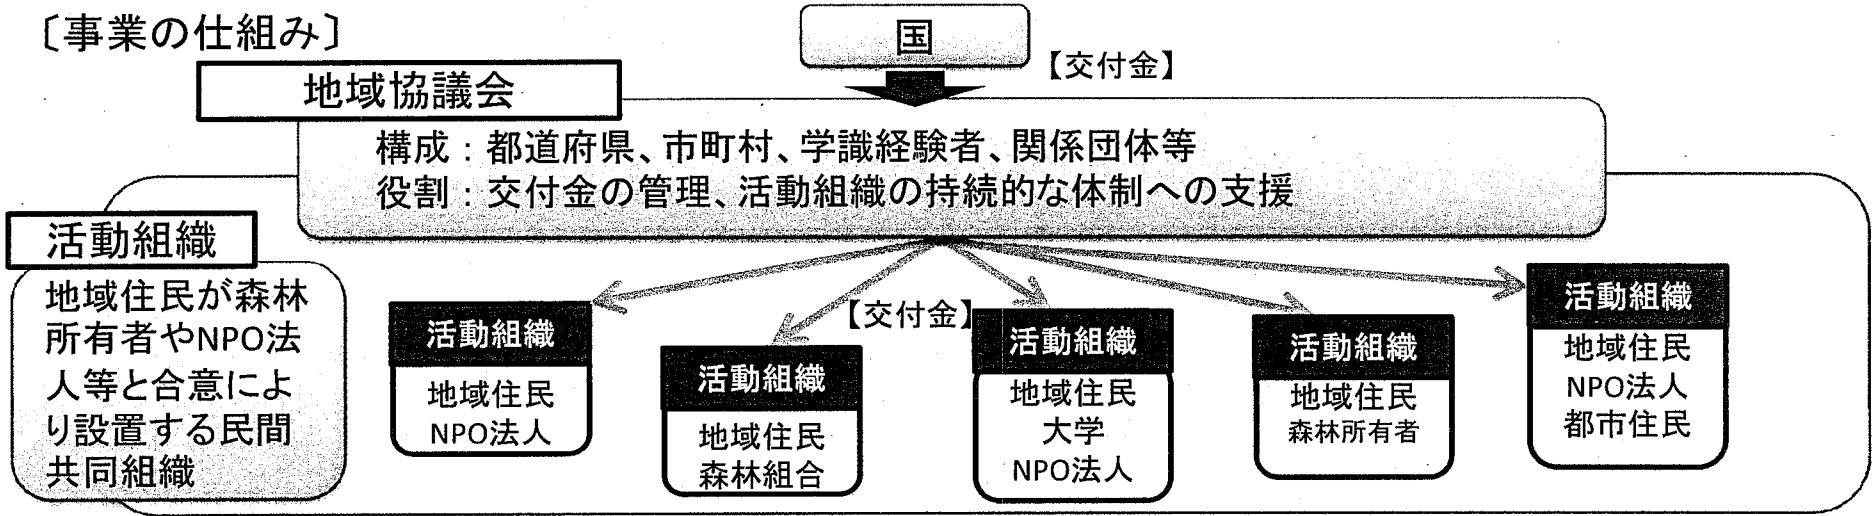 〔事業の仕組み〕
国
【交付金】
地域協議会
構成：都道府県、市町村、学識経験者、関係団体等
役割：交付金の管理、活動組織の持続的な体制への支援
活動組織
地域住民が森林
所有者やNPO法
人等と合意によ
り設置する民間
共同組織
【交付金】
活動組織
地域住民
NPO法人
活動組織
地域住民
森林組合
活動組織
地域住民
大学
NPO法人
活動組織
地域住民
森林所有者
活動組織
地域住民
NPO法人
都市住民